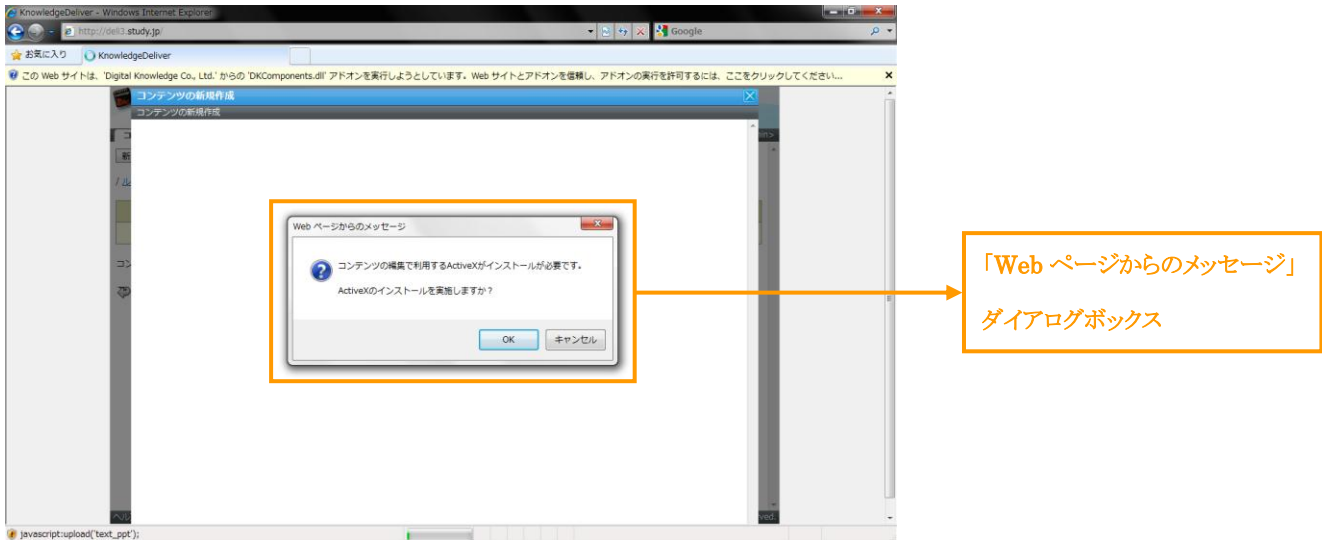 KnowledgeDeliver - Windows Internet Explorer
http://deli3.study.jp
Google
お気に入り
KnowledgeDeliver
この Web サイトは、'Digital Knowledge Co., Ltd.' からの 'DKComponents.dll' アドオンを実行しようとしています。Web サイトとアドオンを信頼し、アドオンの実行を許可するには、ここをクリックしてください...
コンテンツの新規作成
コンテンツの新規作成
Web ページからのメッセージ
コンテンツの編集で利用するActiveXがインストールが必要です。
ActiveXのインストールを実施しますか？
OK
キャンセル
「Web ページからのメッセージ」
ダイアログボックス
javascript:upload('text_ppt');